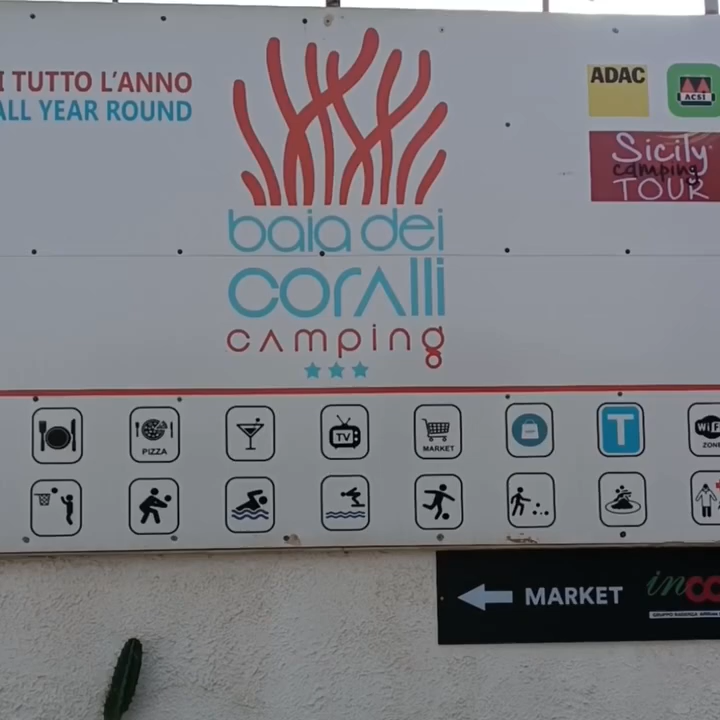 I TUTTO L'ANNO
ALL YEAR ROUND
baia dei
coralli
camping
ADAC
ACSI
Sicily
camping
TOUR
PIZZA
TV
MARKET
T
WiFi
ZONE
MARKET